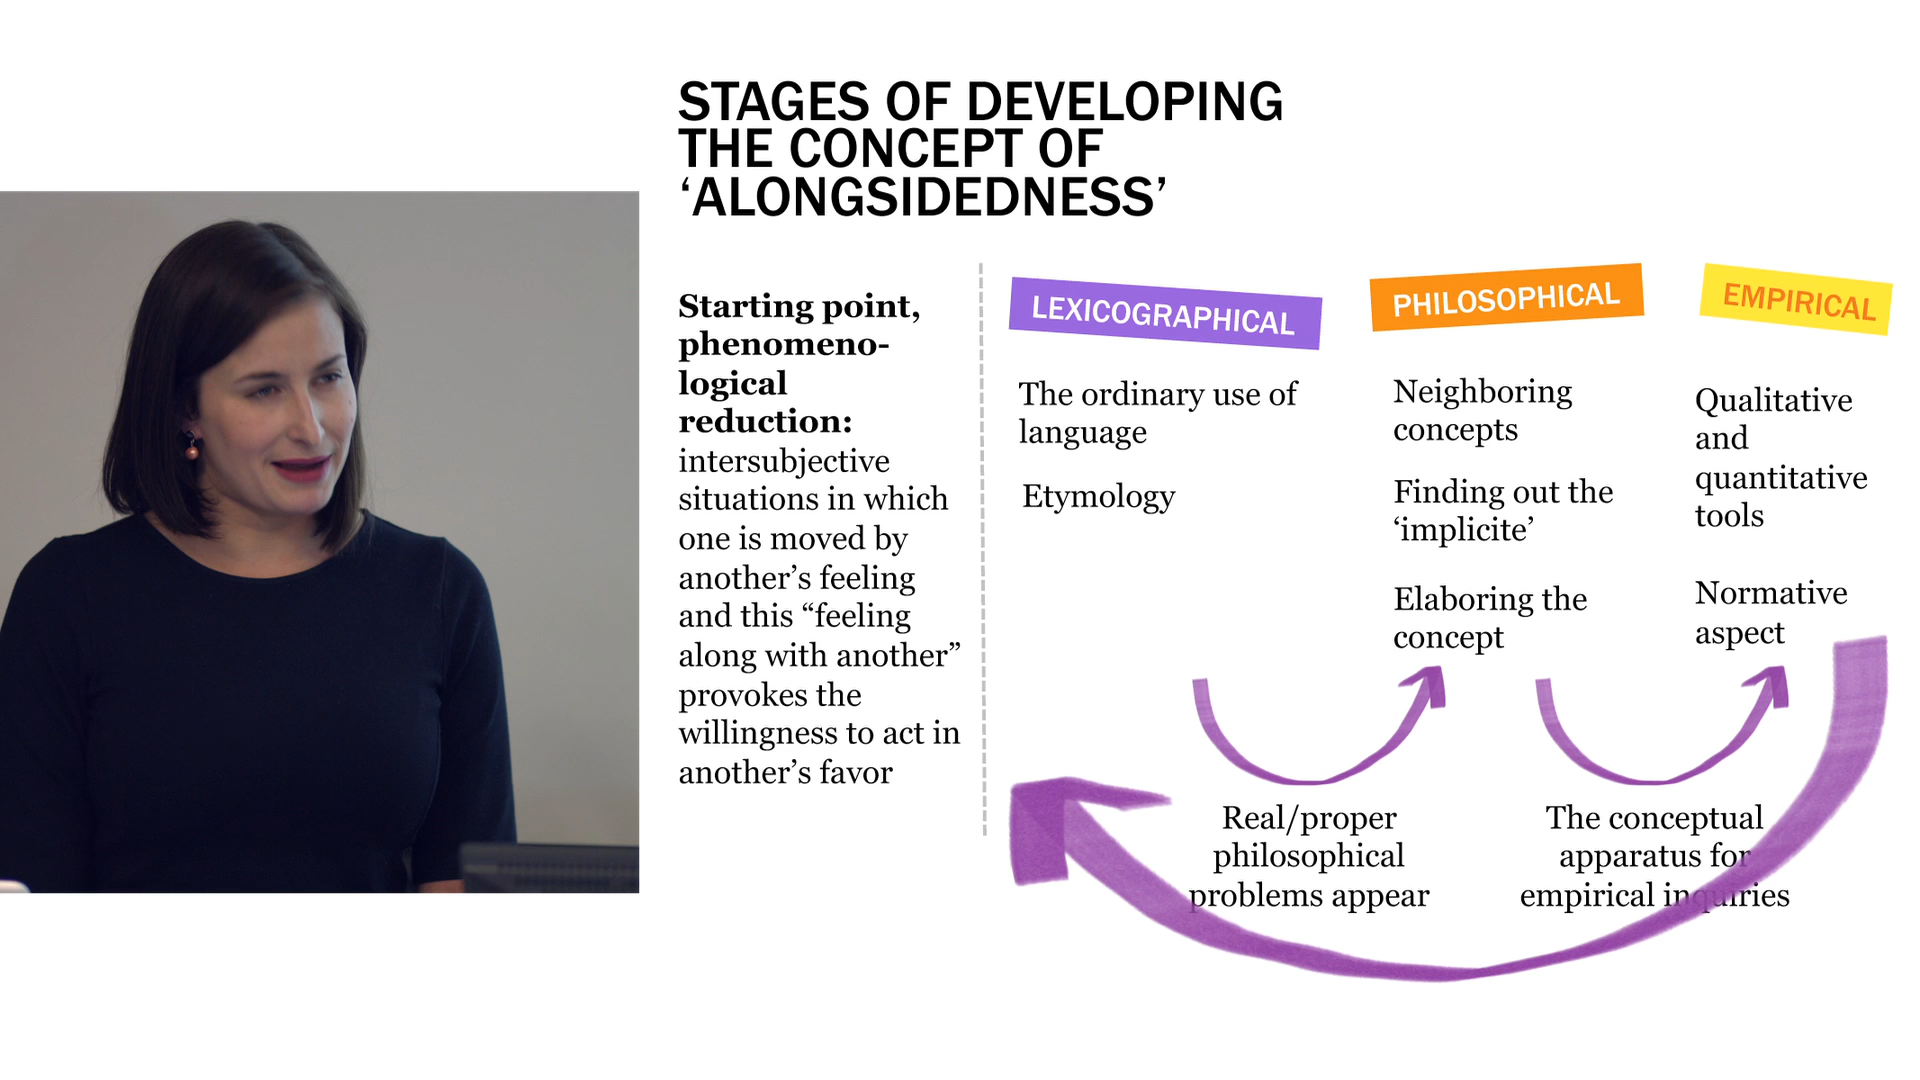 STAGES OF DEVELOPING
THE CONCEPT OF
‘ALONGSIDEDNESS’
Starting point,
phenomeno-
logical
reduction:
intersubjective
situations in which
one is moved by
another’s feeling
and this “feeling
along with another”
provokes the
willingness to act in
another’s favor
LEXICOGRAPHICAL
The ordinary use of
language
Etymology
PHILOSOPHICAL
Neighboring
concepts
Finding out the
‘implicite’
Elaboring the
concept
EMPIRICAL
Qualitative
and
quantitative
tools
Normative
aspect
Real/proper
philosophical
problems appear
The conceptual
apparatus for
empirical inquiries